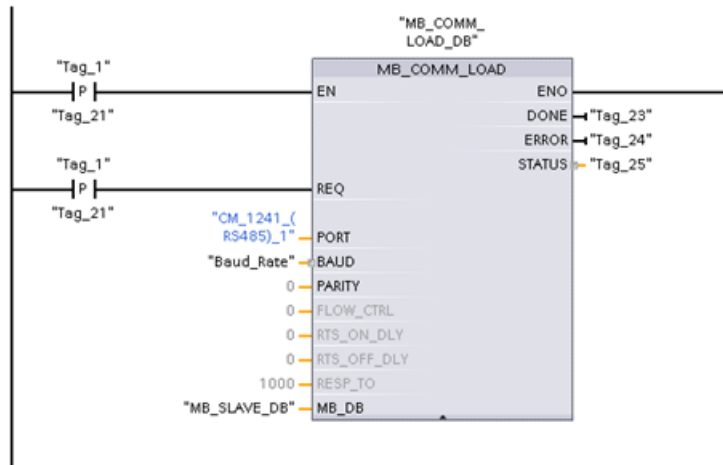 "MB_COMM_
LOAD_DB"
MB_COMM_LOAD
"Tag_1"
P
"Tag_21"
EN
ENO
DONE
"Tag_23"
ERROR
"Tag_24"
STATUS
"Tag_25"
"Tag_1"
P
"Tag_21"
REQ
"CM_1241_(
RS485)_1"
PORT
"Baud_Rate"
BAUD
0
PARITY
0
FLOW_CTRL
0
RTS_ON_DLY
0
RTS_OFF_DLY
1000
RESP_TO
"MB_SLAVE_DB"
MB_DB